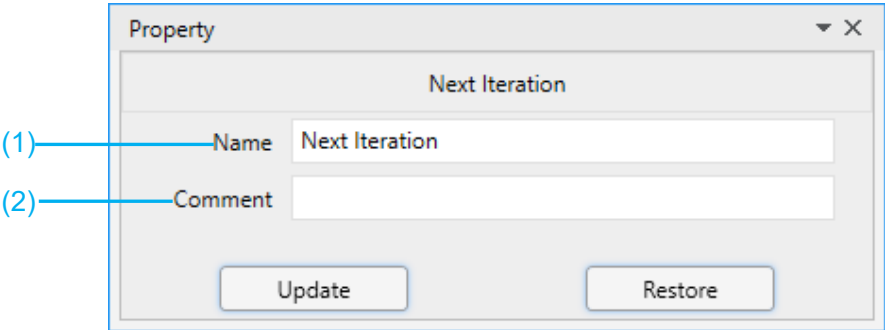 Property
Next Iteration
(1) Name Next Iteration
(2) Comment
Update Restore